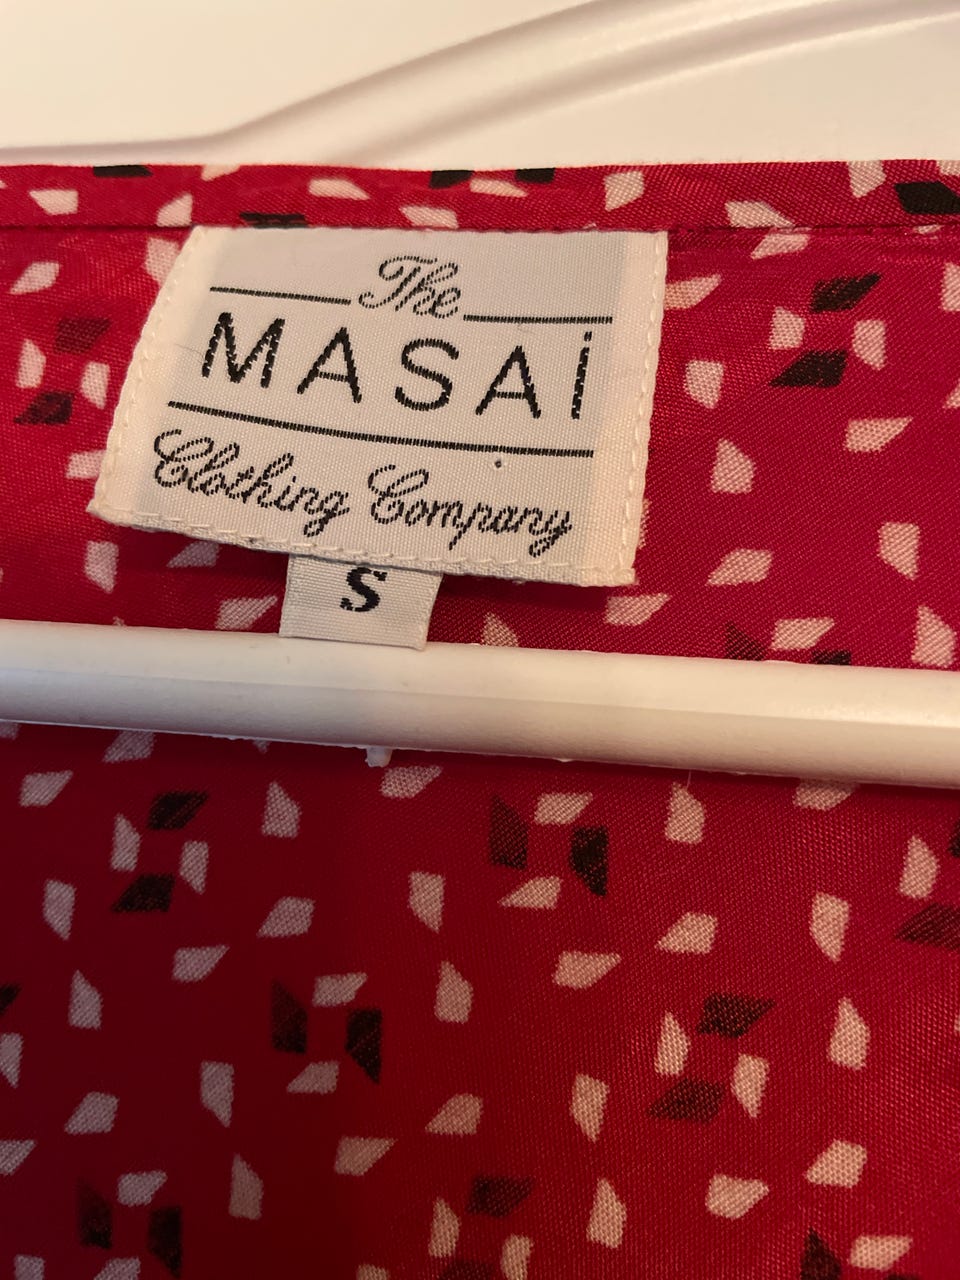 The
MASAI
Clothing Company
S